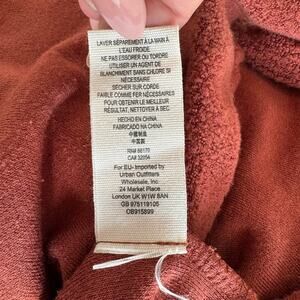 LAVER SÉPARÉMENT À LA MAIN À
L'EAU FROIDE
NE PAS ESSORER OU TORDRE
UTILISER UN AGENT DE
BLANCHIMENT SANS CHLORE SI
NÉCESSAIRE
SÉCHER SUR CORDE
FAIBLE COMME FER NÉCESSAIRES
POUR OBTENIR LE MEILLEUR
RÉSULTAT, NETTOYER À SEC
HECHO EN CHINA
FABRICADO NA CHINA
中國製造
中国製
RN# 66170
CA# 32054
For EU- Imported by
Urban Outfitters
Wholesale, Inc
24 Market Place
London UK W1W 8AN
GB 975119105
OB915899